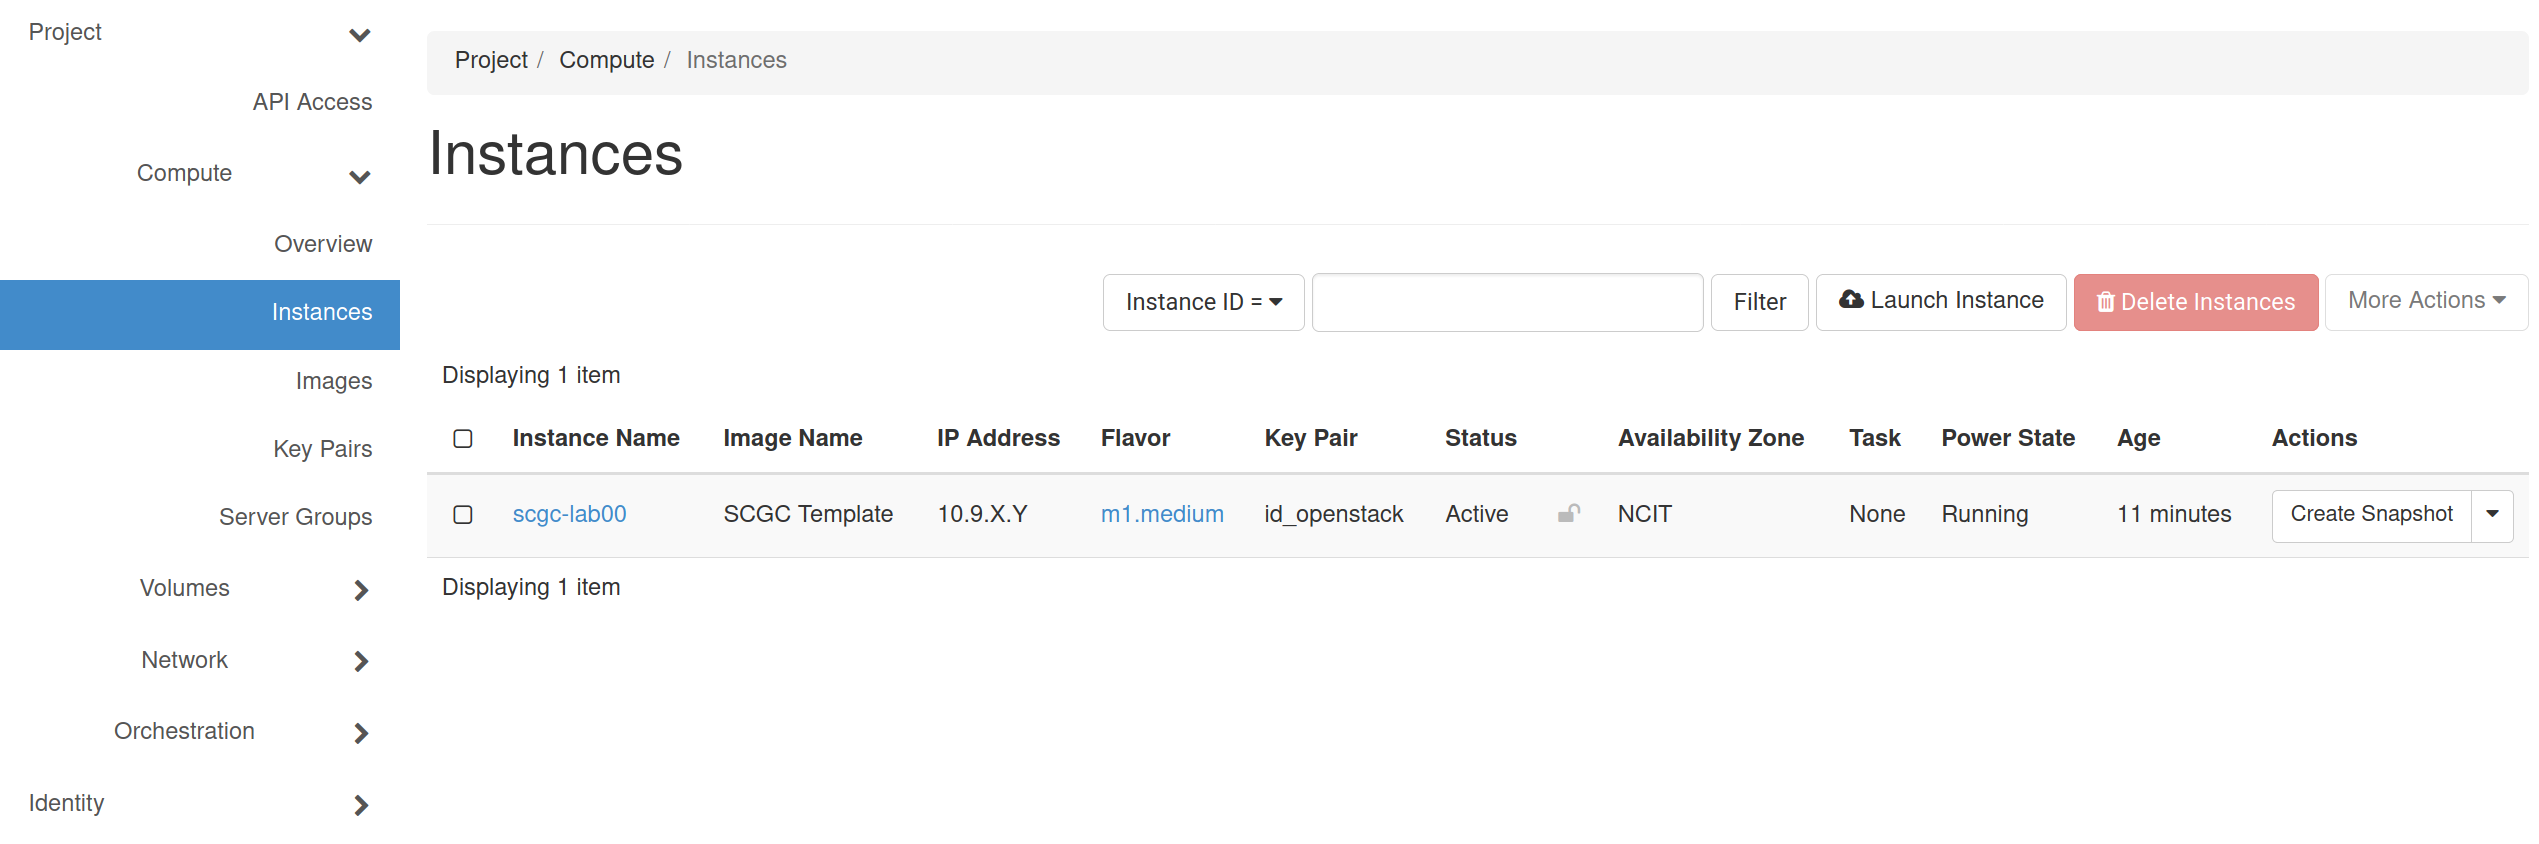 Project
API Access
Compute
Overview
Instances
Images
Key Pairs
Server Groups
Volumes
Network
Orchestration
Identity
Project / Compute / Instances
Instances
Instance ID = Filter Launch Instance Delete Instances More Actions
Displaying 1 item
Instance Name Image Name IP Address Flavor Key Pair Status Availability Zone Task Power State Age Actions
scgc-lab00 SCGC Template 10.9.X.Y m1.medium id_openstack Active NCIT None Running 11 minutes Create Snapshot
Displaying 1 item